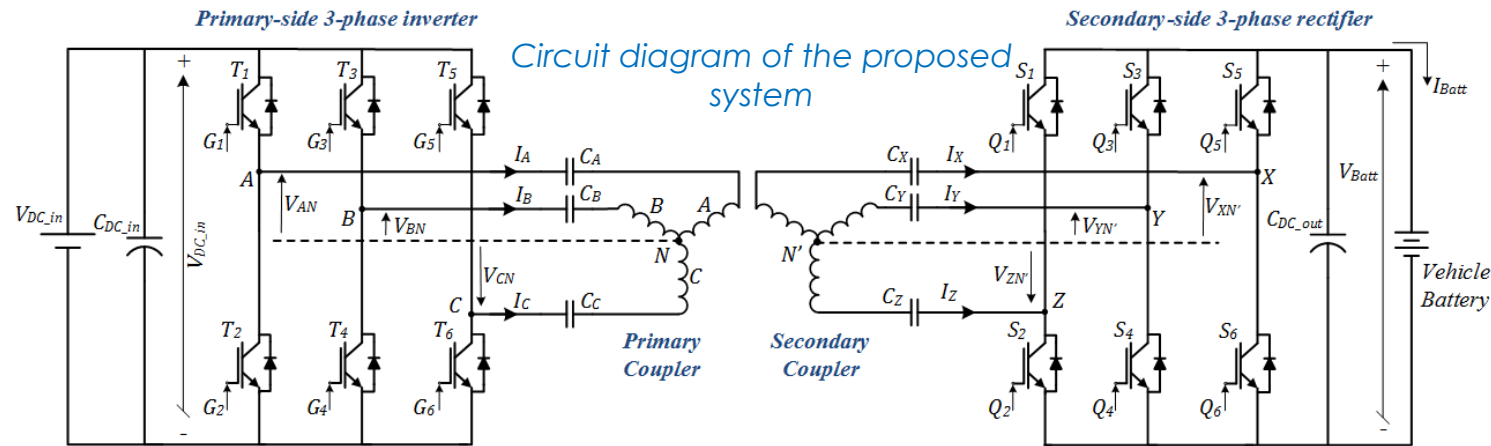 Primary-side 3-phase inverter
Secondary-side 3-phase rectifier
Circuit diagram of the proposed
system
+
T1
T3
T5
G1
G3
G5
S1
S3
S5
Q1
Q3
Q5
+
IBatt
A
IA
CA
VAN
B
IB
CB
VBN
B
A
N
C
VCN
C
IC
CC
VDC_in
CDC_in
VDC_in
CX
IX
X
CY
IY
Y
VXN'
VYN'
N'
VZN'
CZ
IZ
Z
VBatt
CDC_out
Vehicle
Battery
Primary
Coupler
Secondary
Coupler
T2
T4
T6
G2
G4
G6
S2
S4
S6
Q2
Q4
Q6
-
-